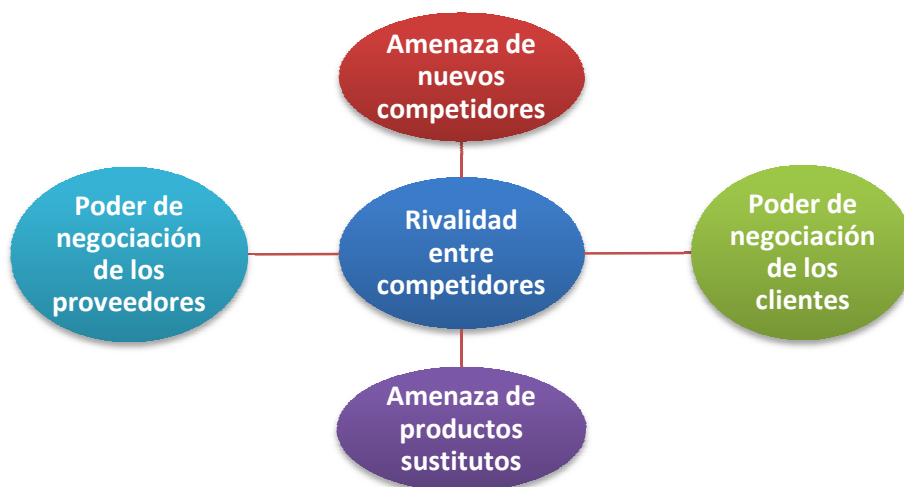 Amenaza de
nuevos
competidores
Poder de
negociación
de los
proveedores
Rivalidad
entre
competidores
Poder de
negociación
de los
clientes
Amenaza de
productos
sustitutos